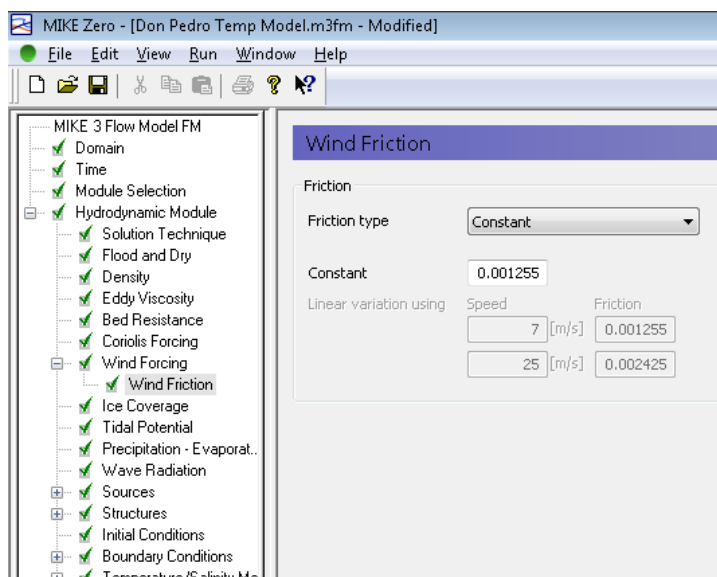 MIKE Zero - [Don Pedro Temp Model.m3fm - Modified]
File Edit View Run Window Help
MIKE 3 Flow Model FM
Domain
Time
Module Selection
Hydrodynamic Module
Solution Technique
Flood and Dry
Density
Eddy Viscosity
Bed Resistance
Coriolis Forcing
Wind Forcing
Wind Friction
Ice Coverage
Tidal Potential
Precipitation - Evaporat..
Wave Radiation
Sources
Structures
Initial Conditions
Boundary Conditions
Temperature/Salinity Mo
Wind Friction
Friction
Friction type Constant
Constant 0.001255
Linear variation using Speed Friction
7 [m/s] 0.001255
25 [m/s] 0.002425